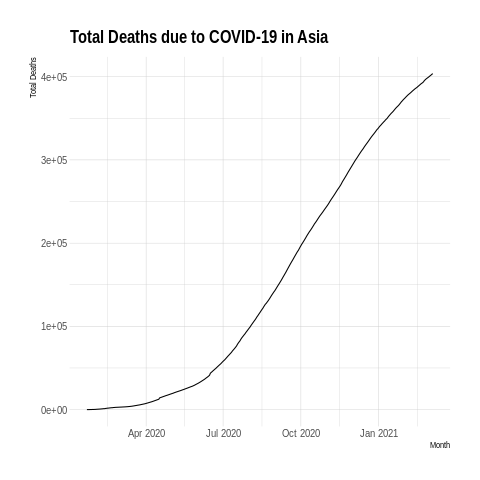 Total Deaths due to COVID-19 in Asia
Total Deaths
4e+05
3e+05
2e+05
1e+05
0e+00
Apr 2020 Jul 2020 Oct 2020 Jan 2021
Month